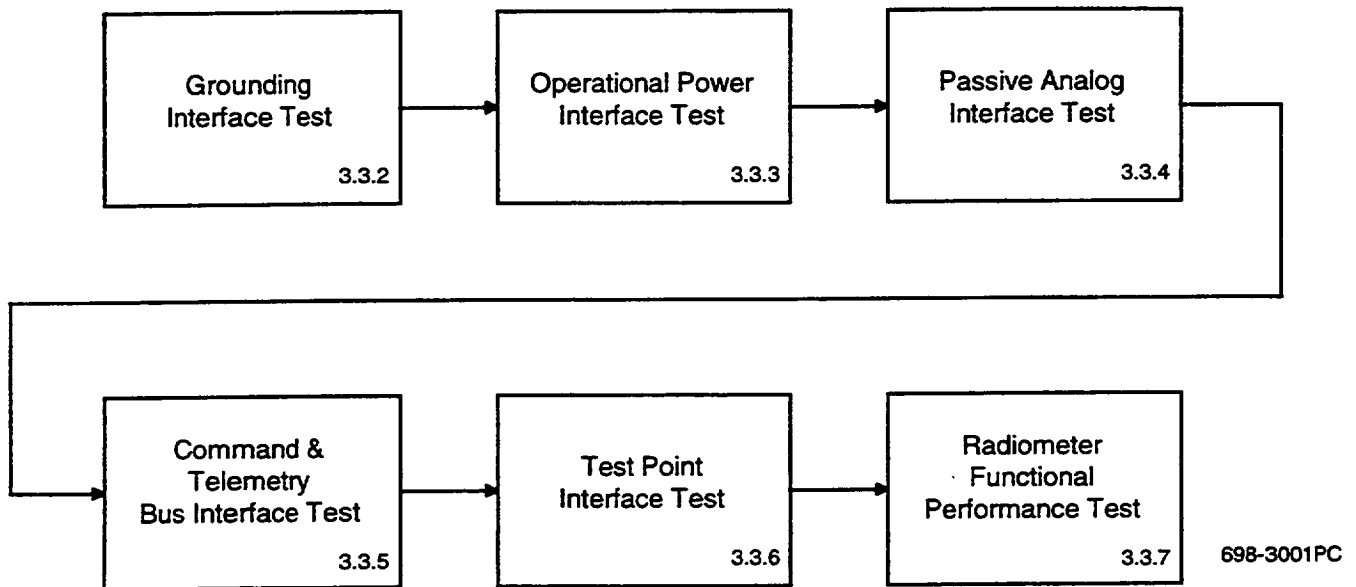 Grounding
Interface Test
3.3.2
Operational Power
Interface Test
3.3.3
Passive Analog
Interface Test
3.3.4
Command &
Telemetry
Bus Interface Test
3.3.5
Test Point
Interface Test
3.3.6
Radiometer
Functional
Performance Test
3.3.7
698-3001PC